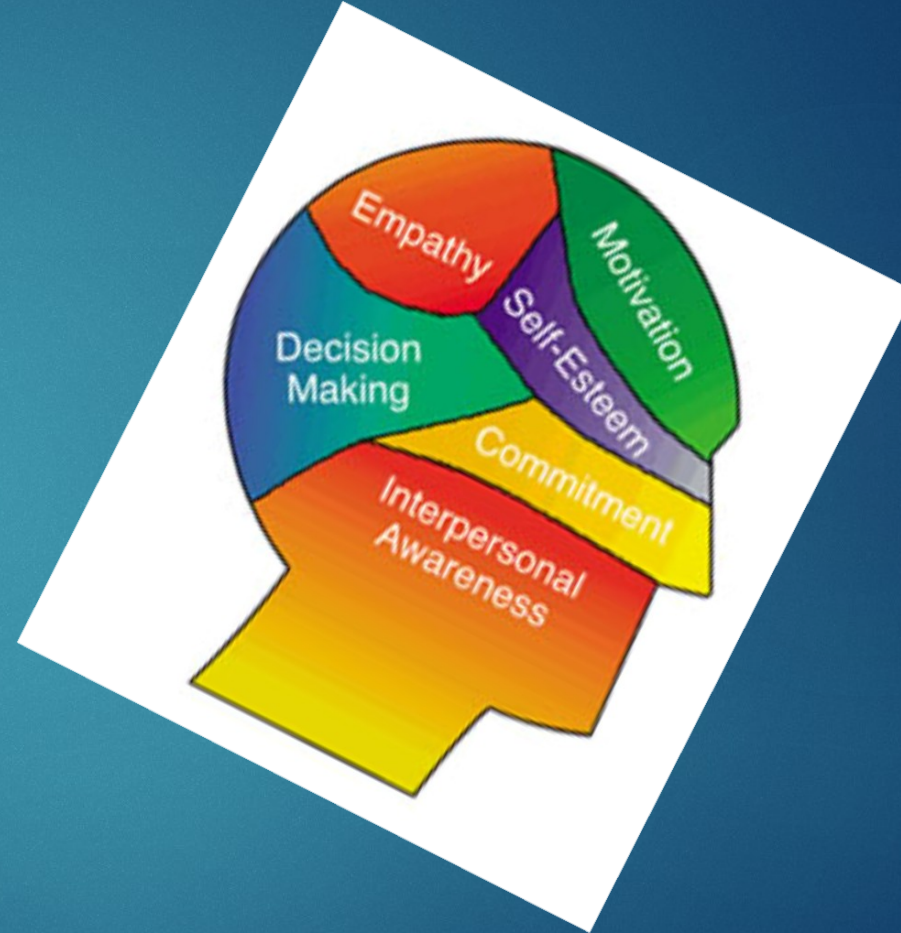 Empathy
Motivation
Self-Esteem
Decision
Making
Commitment
Interpersonal
Awareness